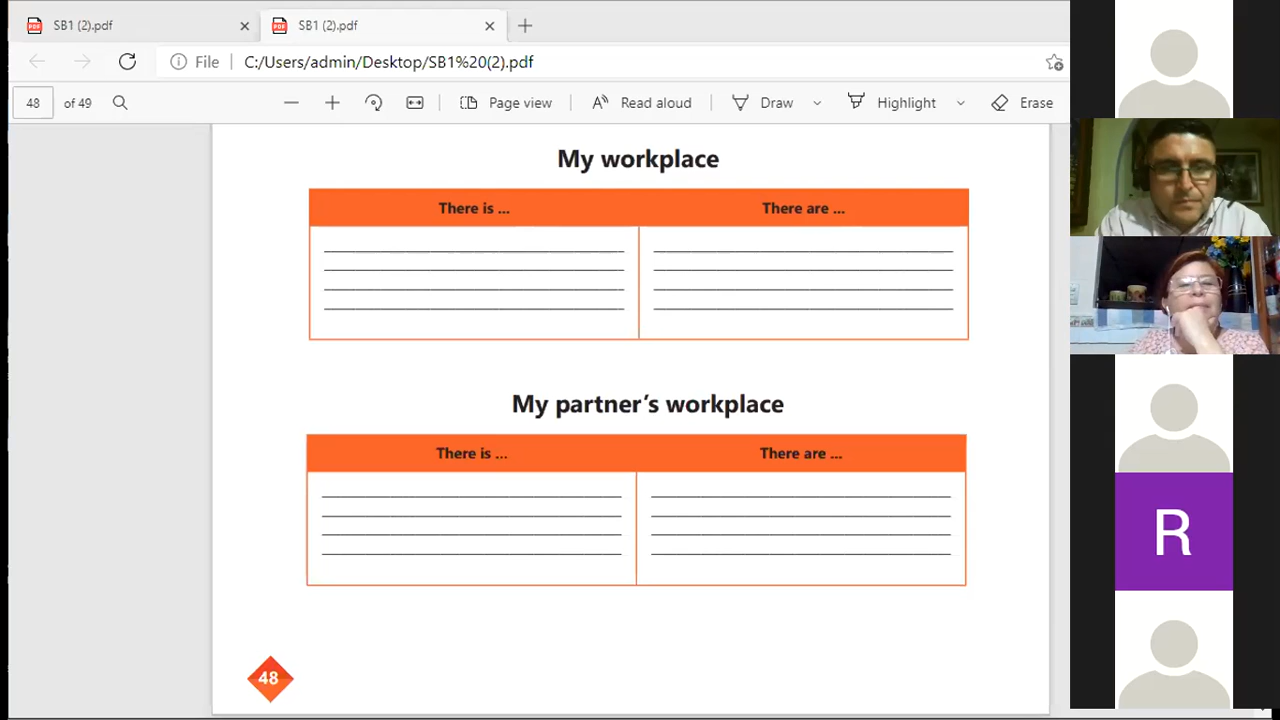 SB1 (2).pdf
SB1 (2).pdf
File C:/Users/admin/Desktop/SB1%20(2).pdf
48 of 49 Page view Read aloud Draw Highlight Erase
My workplace
There is ... There are ...
My partner's workplace
There is ... There are ...
48
R